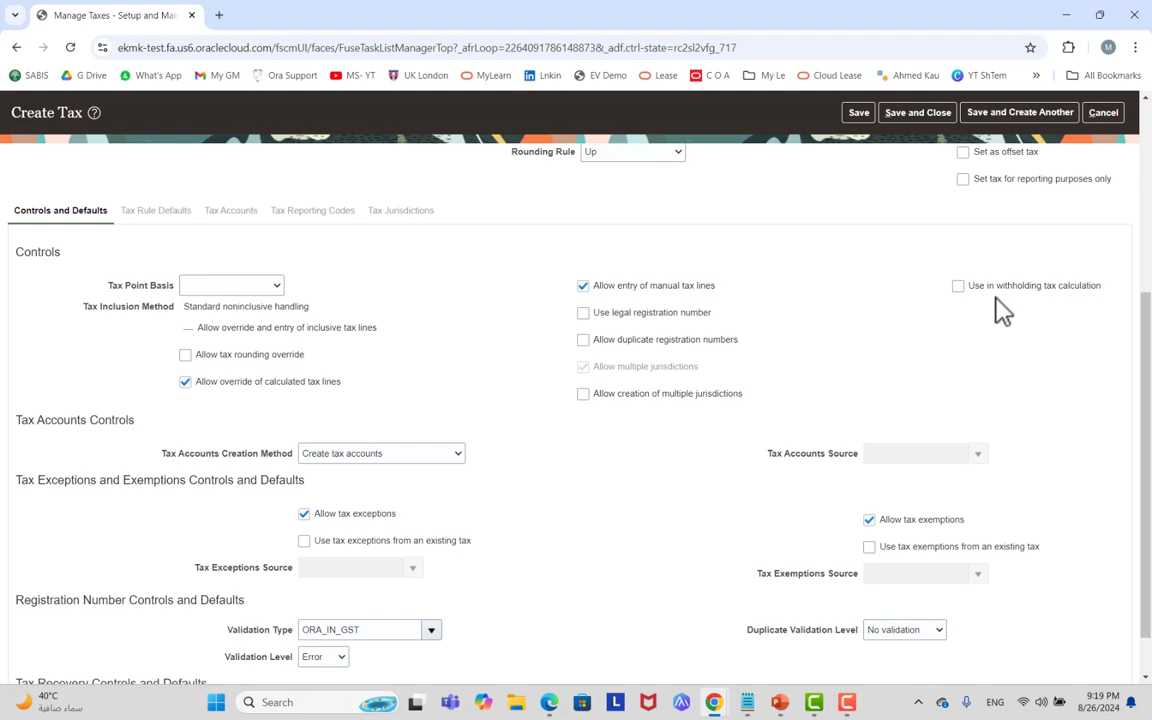 Manage Taxes - Setup and Mai
ekmk-test.fa.us6.oraclecloud.com/fscmUI/faces/FuseTaskListManagerTop?_afrLoop=2264091786148873&_adf.ctrl-state=rc2sl2vfg_717
M
SABIS G Drive What's App My GM Ora Support MS- YT UK London MyLearn Lnkin EV Demo Lease C O A My Le Cloud Lease Ahmed Kau YT ShTem All Bookmarks
Create Tax
Save Save and Close Save and Create Another Cancel
Rounding Rule Up Set as offset tax
Set tax for reporting purposes only
Controls and Defaults Tax Rule Defaults Tax Accounts Tax Reporting Codes Tax Jurisdictions
Controls
Tax Point Basis Allow entry of manual tax lines Use in withholding tax calculation
Tax Inclusion Method Standard noninclusive handling Use legal registration number
Allow override and entry of inclusive tax lines Allow duplicate registration numbers
Allow tax rounding override Allow multiple jurisdictions
Allow override of calculated tax lines Allow creation of multiple jurisdictions
Tax Accounts Controls
Tax Accounts Creation Method Create tax accounts Tax Accounts Source
Tax Exceptions and Exemptions Controls and Defaults
Allow tax exceptions Allow tax exemptions
Use tax exceptions from an existing tax Use tax exemptions from an existing tax
Tax Exceptions Source Tax Exemptions Source
Registration Number Controls and Defaults
Validation Type ORA_IN_GST Duplicate Validation Level No validation
Validation Level Error
Tax Recovery Controls and Defaults
40°C
سماء صافية
Search
ENG
9:19 PM
8/26/2024